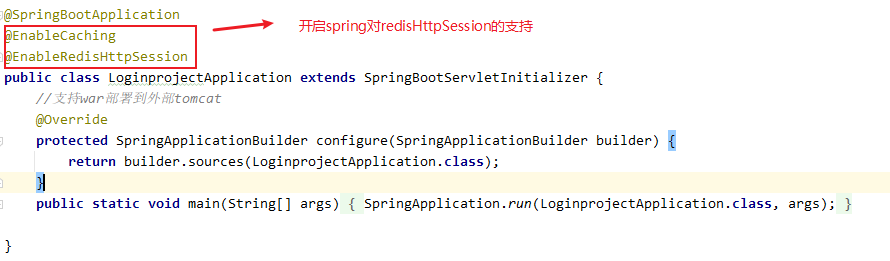 @SpringBootApplication
@EnableCaching
开启spring对redisHttpSession的支持
@EnableRedisHttpSession
public class LoginprojectApplication extends SpringBootServletInitializer {
//支持war部署到外部tomcat
@Override
protected SpringApplicationBuilder configure(SpringApplicationBuilder builder) {
return builder.sources(LoginprojectApplication.class);
}
public static void main(String[] args) { SpringApplication.run(LoginprojectApplication.class, args); }
}